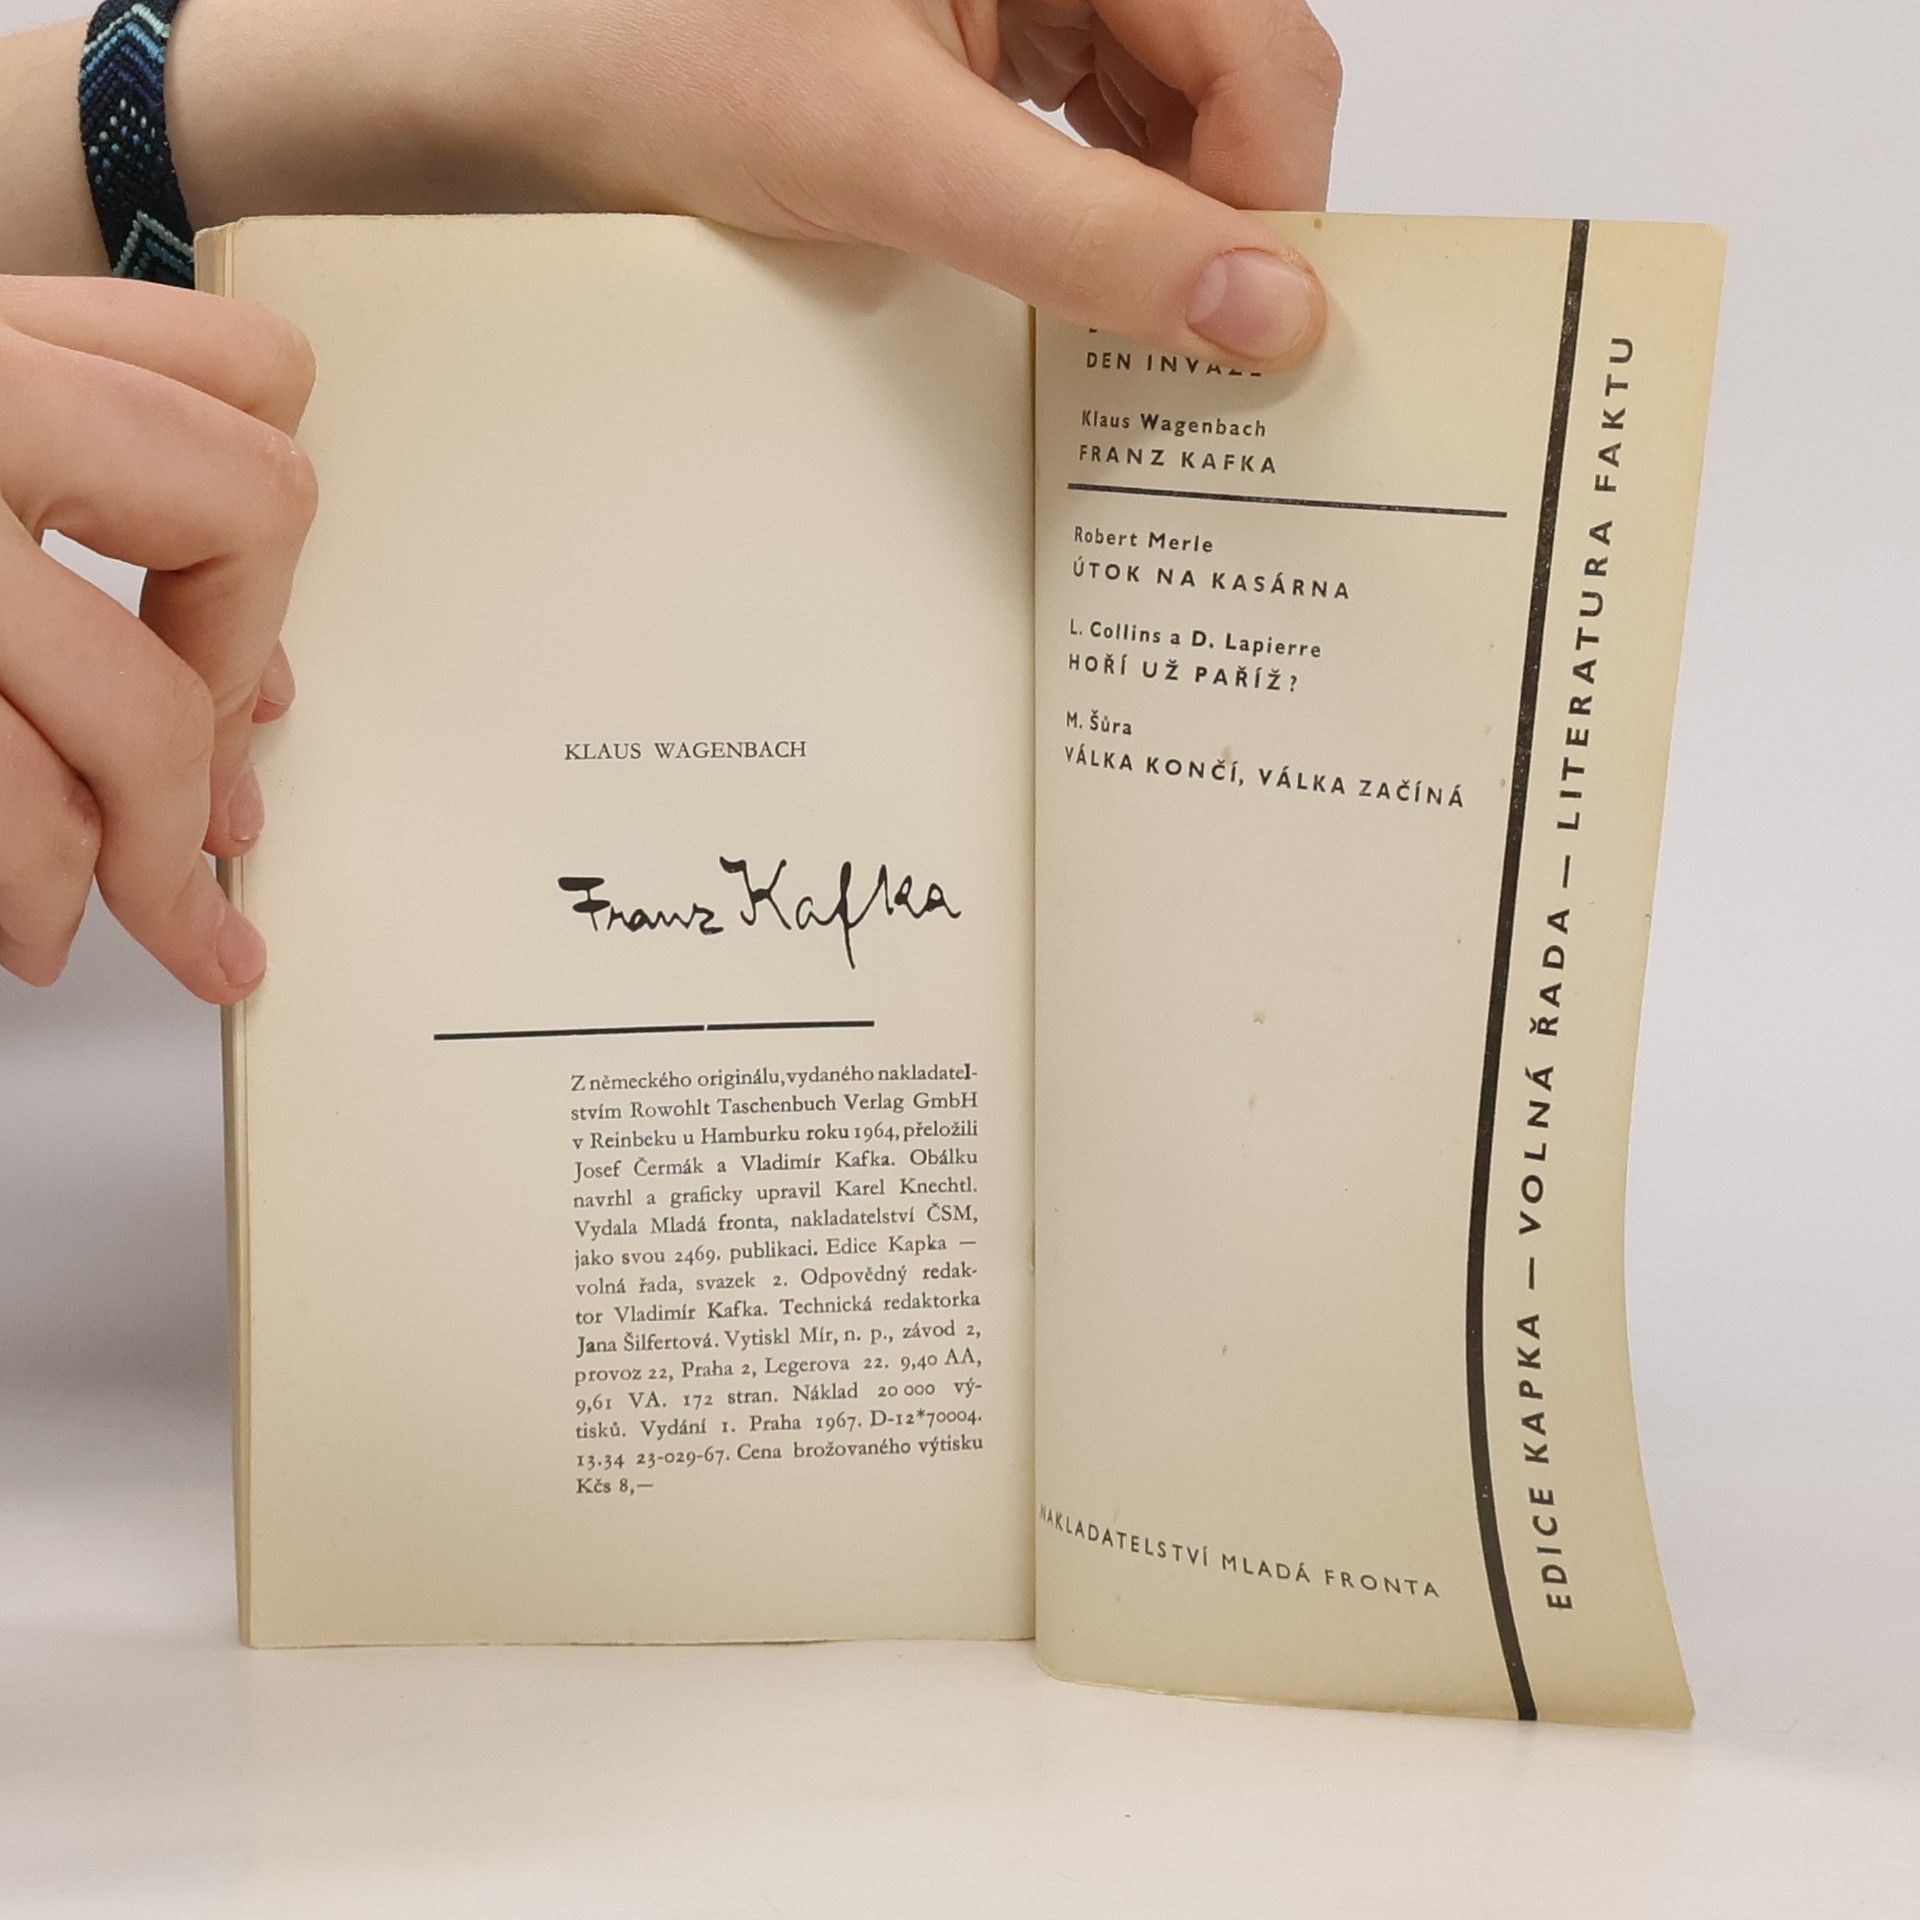 KLAUS WAGENBACH
Franz Kafka
Z německého originálu, vydaného nakladatel-
stvím Rowohlt Taschenbuch Verlag GmbH
v Reinbeku u Hamburku roku 1964, přeložili
Josef Čermák a Vladimír Kafka. Obálku
navrhl a graficky upravil Karel Knechtl.
Vydala Mladá fronta, nakladatelství ČSM,
jako svou 2469. publikaci. Edice Kapka —
volná řada, svazek 2. Odpovědný redak-
tor Vladimír Kafka. Technická redaktorka
Jana Šilfertová. Vytiskl Mír, n. p., závod 2,
provoz 22, Praha 2, Legerova 22. 9,40 AA,
9,61 VA. 172 stran. Náklad 20 000 vý-
tisků. Vydání 1. Praha 1967. D-12*70004.
13.34 23-029-67. Cena brožovaného výtisku
Kčs 8,—
DEN INVAZE
Klaus Wagenbach
FRANZ KAFKA
Robert Merle
ÚTOK NA KASÁRNA
L. Collins a D. Lapierre
HOŘÍ UŽ PAŘÍŽ?
M. Šůra
VÁLKA KONČÍ, VÁLKA ZAČÍNÁ
NAKLADATELSTVÍ MLADÁ FRONTA
EDICE KAPKA — VOLNÁ ŘADA — LITERATURA FAKTU